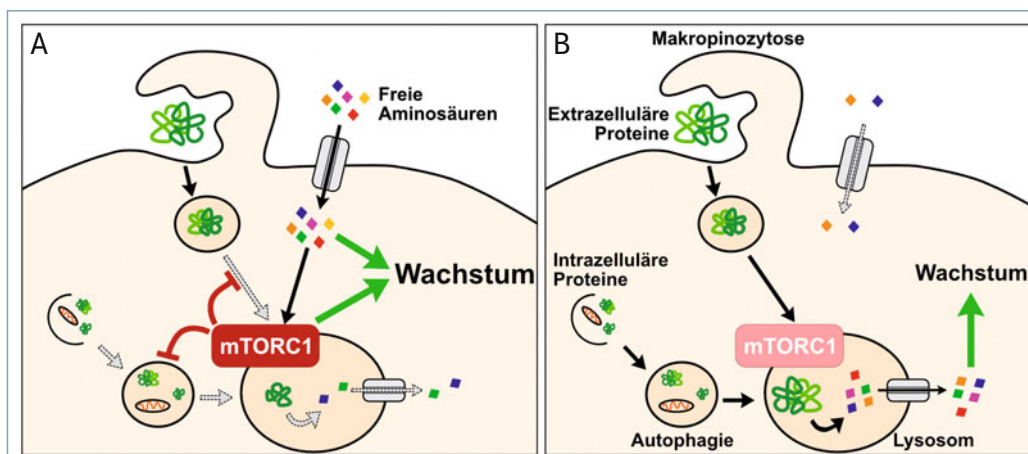 A
Freie
Aminosäuren
Wachstum
mTORC1
B
Makropinozytose
Extrazelluläre
Proteine
Intrazelluläre
Proteine
Wachstum
mTORC1
Autophagie
Lysosom